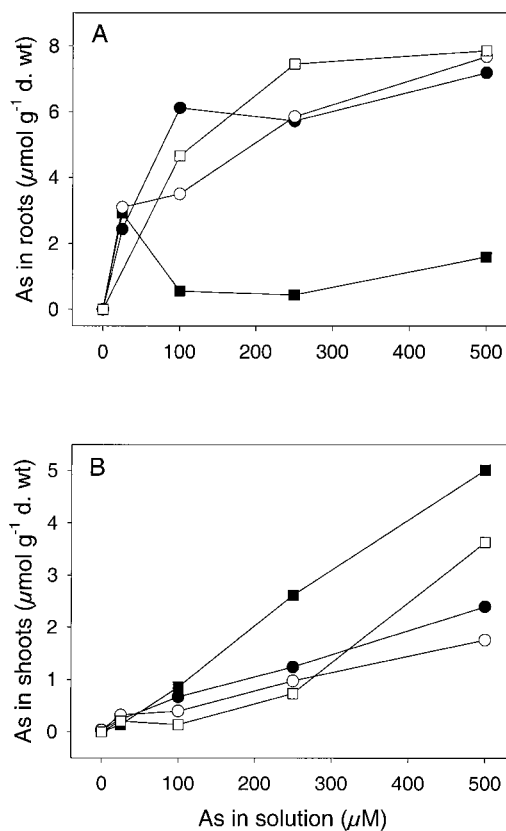 A
As in roots (µmol g⁻¹ d. wt)
8
6
4
2
0
0 100 200 300 400 500
B
As in shoots (µmol g⁻¹ d. wt)
5
4
3
2
1
0
0 100 200 300 400 500
As in solution (µM)